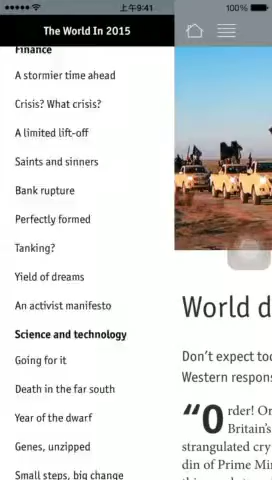 上午9:41
100%
The World In 2015
Finance
A stormier time ahead
Crisis? What crisis?
A limited lift-off
Saints and sinners
Bank rupture
Perfectly formed
Tanking?
Yield of dreams
An activist manifesto
Science and technology
Going for it
Death in the far south
Year of the dwarf
Genes, unzipped
Small steps, big change
World d
Don't expect too
Western respons
"Order! Or
Britain's
strangulated cry
din of Prime Min